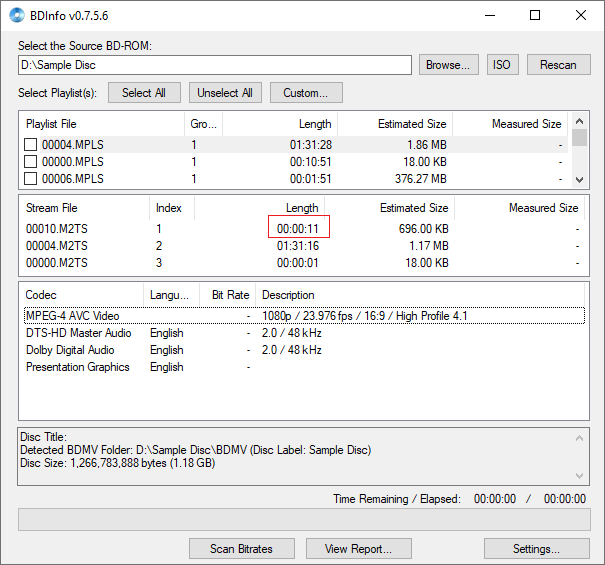 BDInfo v0.7.5.6
Select the Source BD-ROM:
D:\Sample Disc Browse... ISO Rescan
Select Playlist(s): Select All Unselect All Custom...
Playlist File Gro... Length Estimated Size Measured Size
00004.MPLS 1 01:31:28 1.86 MB -
00000.MPLS 1 00:10:51 18.00 KB -
00006.MPLS 1 00:01:51 376.27 MB -
Stream File Index Length Estimated Size Measured Size
00010.M2TS 1 00:00:11 696.00 KB -
00004.M2TS 2 01:31:16 1.17 MB -
00000.M2TS 3 00:00:01 18.00 KB -
Codec Langu... Bit Rate Description
MPEG-4 AVC Video - 1080p / 23.976 fps / 16:9 / High Profile 4.1
DTS-HD Master Audio English - 2.0 / 48 kHz
Dolby Digital Audio English - 2.0 / 48 kHz
Presentation Graphics English -
Disc Title:
Detected BDMV Folder: D:\Sample Disc\BDMV (Disc Label: Sample Disc)
Disc Size: 1,266,783,888 bytes (1.18 GB)
Time Remaining / Elapsed: 00:00:00 / 00:00:00
Scan Bitrates View Report... Settings...